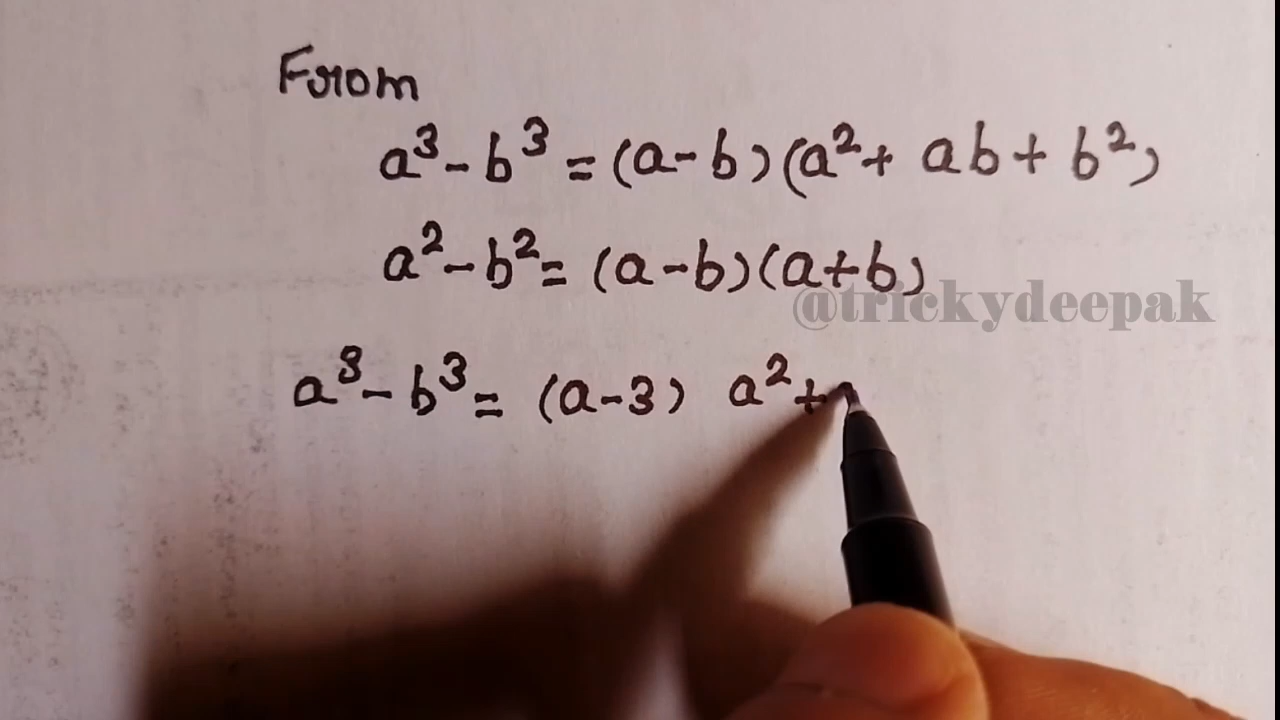 From
a³ - b³ = (a - b) (a² + ab + b²)
a² - b² = (a - b) (a + b)
@trickydeepak
a³ - b³ = (a - 3) a² +